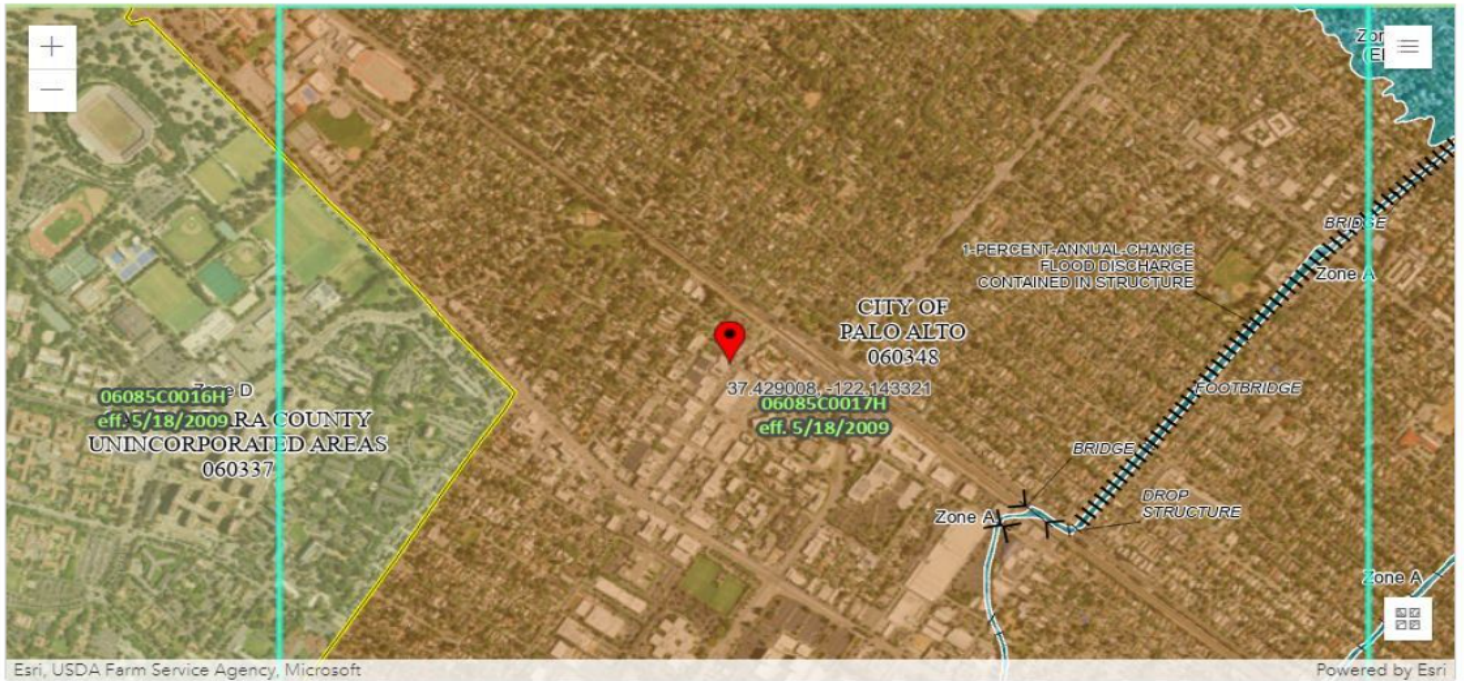 Zon
(El
BRIDGE
1-PERCENT-ANNUAL-CHANCE
FLOOD DISCHARGE
CONTAINED IN STRUCTURE
Zone A
CITY OF
PALO ALTO
060348
37.429008, -122.143321
06085C0017H
eff. 5/18/2009
FOOTBRIDGE
Zone D
06085C0016H
eff. 5/18/2009
RA COUNTY
UNINCORPORATED AREAS
060337
BRIDGE
DROP
STRUCTURE
Zone A
Zone A
Esri, USDA Farm Service Agency, Microsoft
Powered by Esri